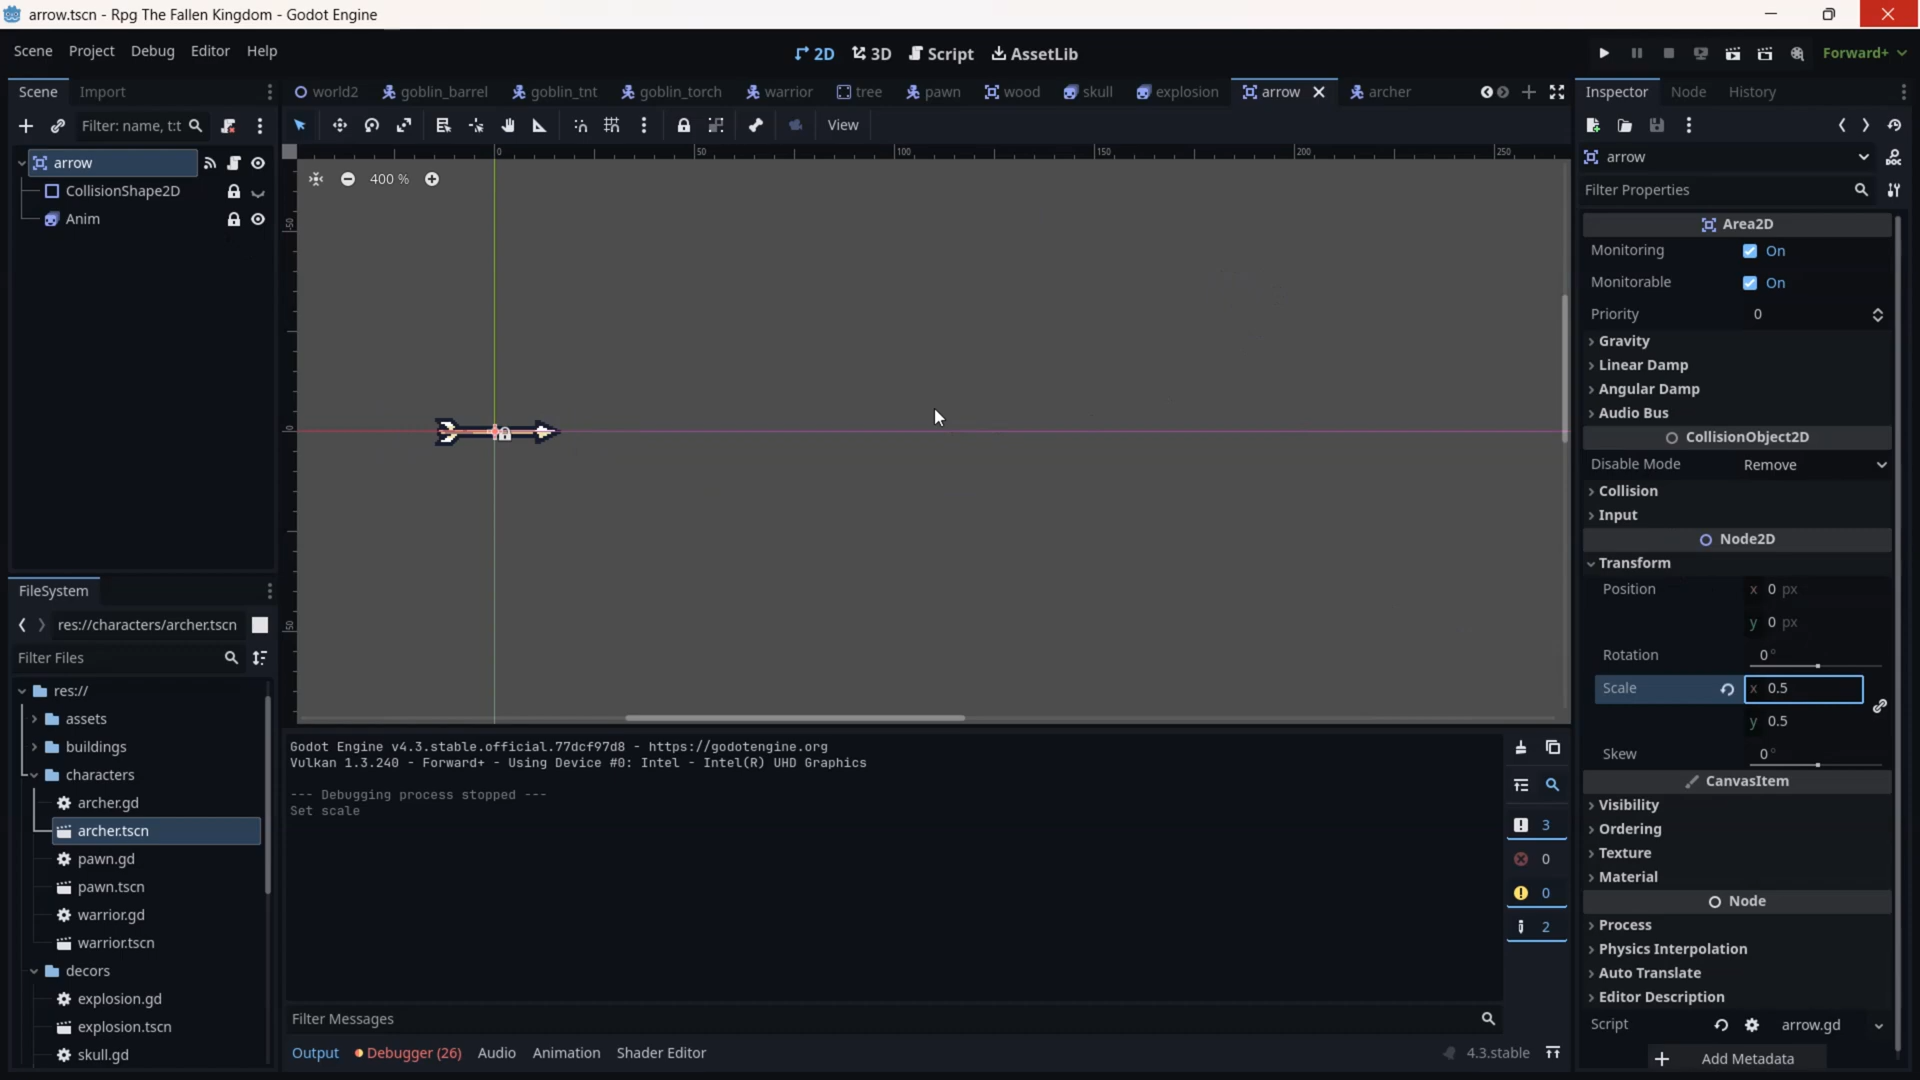 arrow.tscn - Rpg The Fallen Kingdom - Godot Engine
Scene Project Debug Editor Help
2D 3D Script AssetLib
Forward+
Scene Import
world2 goblin_barrel goblin_tnt goblin_torch warrior tree pawn wood skull explosion arrow archer
Inspector Node History
Filter: name, t:t
View
arrow
CollisionShape2D
Anim
0 50 100 150 200 250
50
0
50
400 %
arrow
Filter Properties
Area2D
Monitoring On
Monitorable On
Priority 0
Gravity
Linear Damp
Angular Damp
Audio Bus
CollisionObject2D
Disable Mode Remove
Collision
Input
Node2D
Transform
Position x 0 px
y 0 px
Rotation 0 °
Scale x 0.5
y 0.5
Skew 0 °
CanvasItem
Visibility
Ordering
Texture
Material
Node
Process
Physics Interpolation
Auto Translate
Editor Description
Script arrow.gd
Add Metadata
FileSystem
res://characters/archer.tscn
Filter Files
res://
assets
buildings
characters
archer.gd
archer.tscn
pawn.gd
pawn.tscn
warrior.gd
warrior.tscn
decors
explosion.gd
explosion.tscn
skull.gd
Godot Engine v4.3.stable.official.77dcf97d8 - https://godotengine.org
Vulkan 1.3.240 - Forward+ - Using Device #0: Intel - Intel(R) UHD Graphics
--- Debugging process stopped ---
Set scale
3
0
0
2
Filter Messages
Output Debugger (26) Audio Animation Shader Editor
4.3.stable